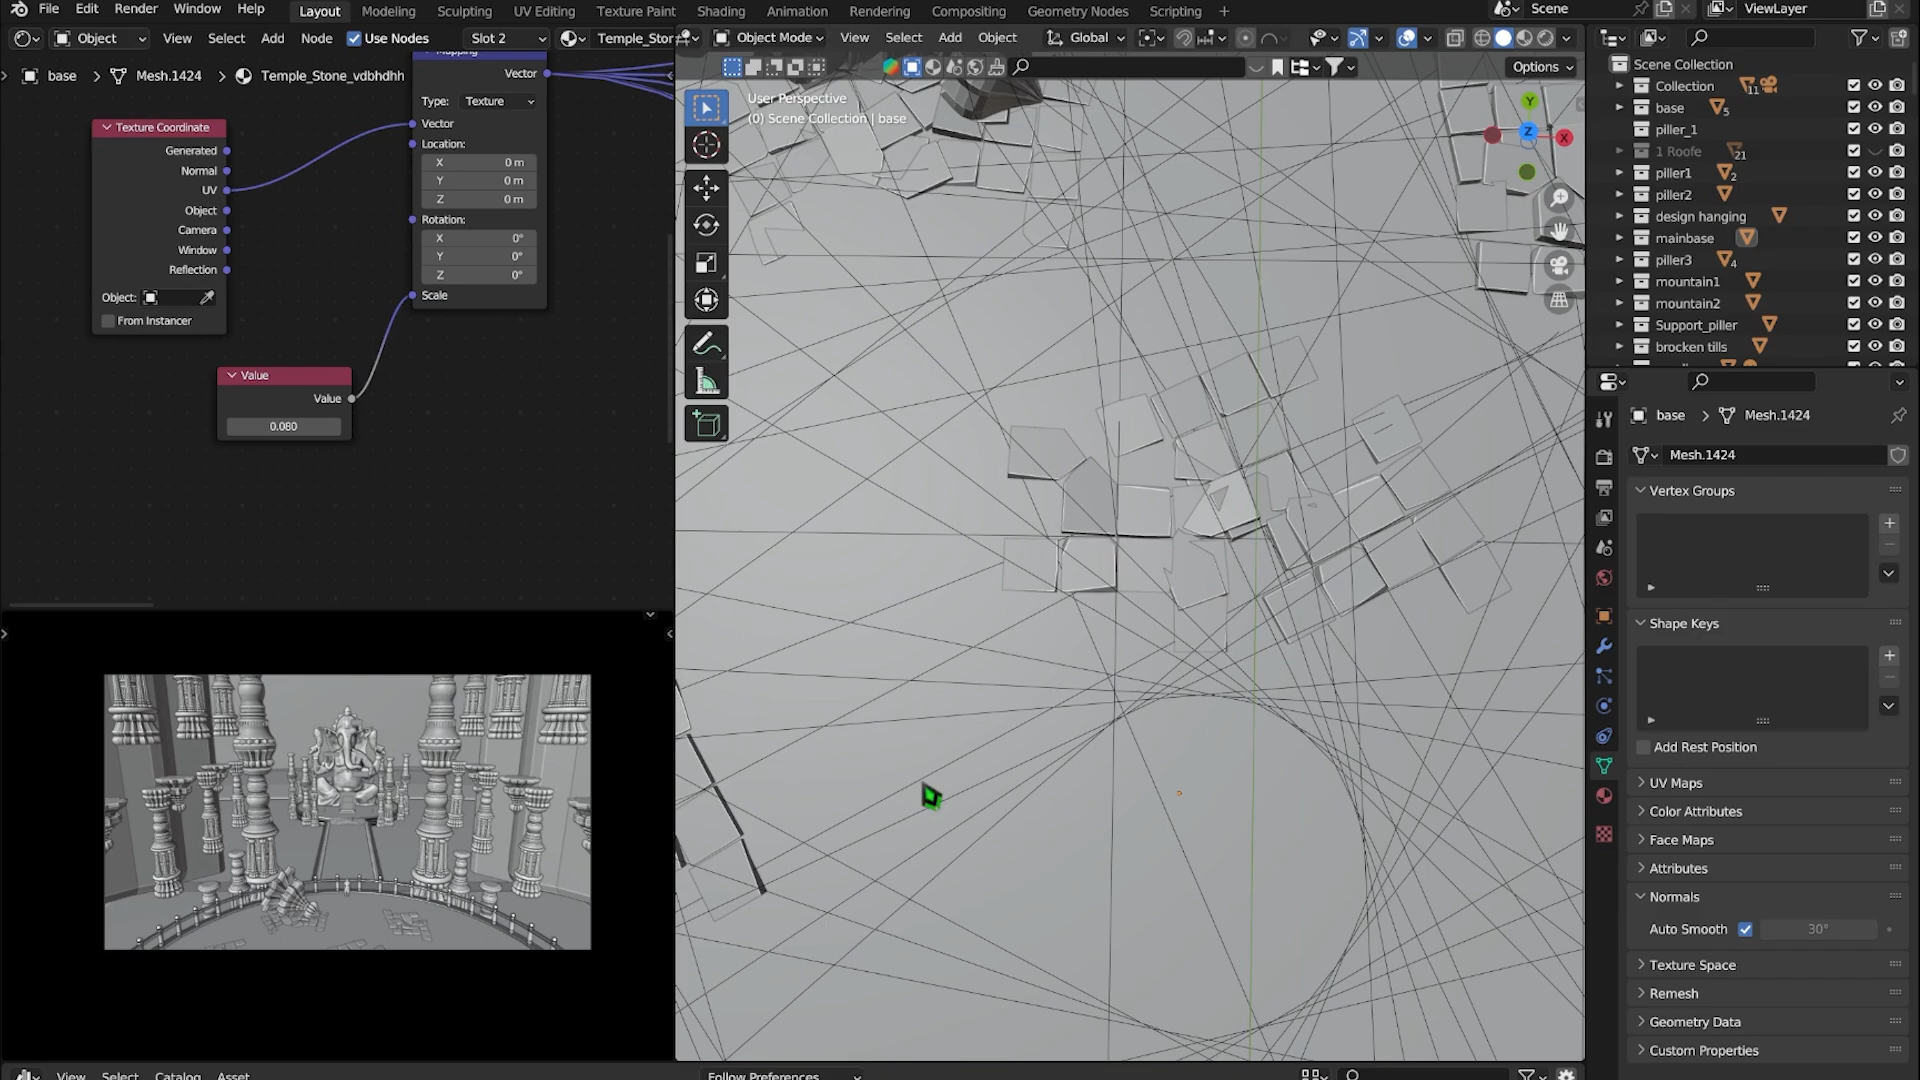 File Edit Render Window Help Layout Modeling Sculpting UV Editing Texture Paint Shading Animation Rendering Compositing Geometry Nodes Scripting + Scene ViewLayer
Object View Select Add Node Use Nodes Slot 2 Object Mode View Select Add Object Global
base > Mesh.1424 > Temple_Stone_vdbhdhh
Options
Mapping
Vector
Type: Texture
Vector
Location:
X 0 m
Y 0 m
Z 0 m
Rotation:
X 0°
Y 0°
Z 0°
Scale
Texture Coordinate
Generated
Normal
UV
Object
Camera
Window
Reflection
Object:
From Instancer
Value
Value
0.080
User Perspective
(0) Scene Collection | base
Y
Z
X
Scene Collection
Collection 11
base 5
piller_1
1 Roofe 21
piller1 2
piller2
design hanging
mainbase
piller3 4
mountain1
mountain2
Support_piller
brocken tills
base > Mesh.1424
Mesh.1424
Vertex Groups
Shape Keys
Add Rest Position
UV Maps
Color Attributes
Face Maps
Attributes
Normals
Auto Smooth 30°
Texture Space
Remesh
Geometry Data
Custom Properties
View Select Catalog Asset Follow Preferences